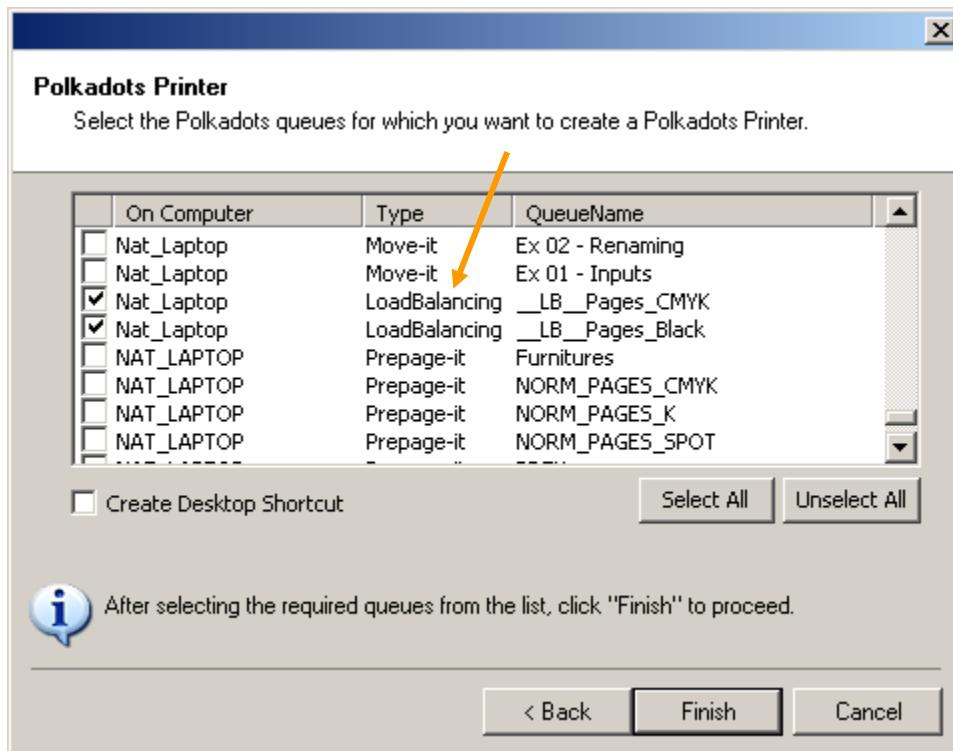 Polkadots Printer
Select the Polkadots queues for which you want to create a Polkadots Printer.
On Computer Type QueueName
Nat_Laptop Move-it Ex 02 - Renaming
Nat_Laptop Move-it Ex 01 - Inputs
Nat_Laptop LoadBalancing __LB__Pages_CMYK
Nat_Laptop LoadBalancing __LB__Pages_Black
NAT_LAPTOP Prepage-it Furnitures
NAT_LAPTOP Prepage-it NORM_PAGES_CMYK
NAT_LAPTOP Prepage-it NORM_PAGES_K
NAT_LAPTOP Prepage-it NORM_PAGES_SPOT
Create Desktop Shortcut Select All Unselect All
After selecting the required queues from the list, click "Finish" to proceed.
< Back Finish Cancel